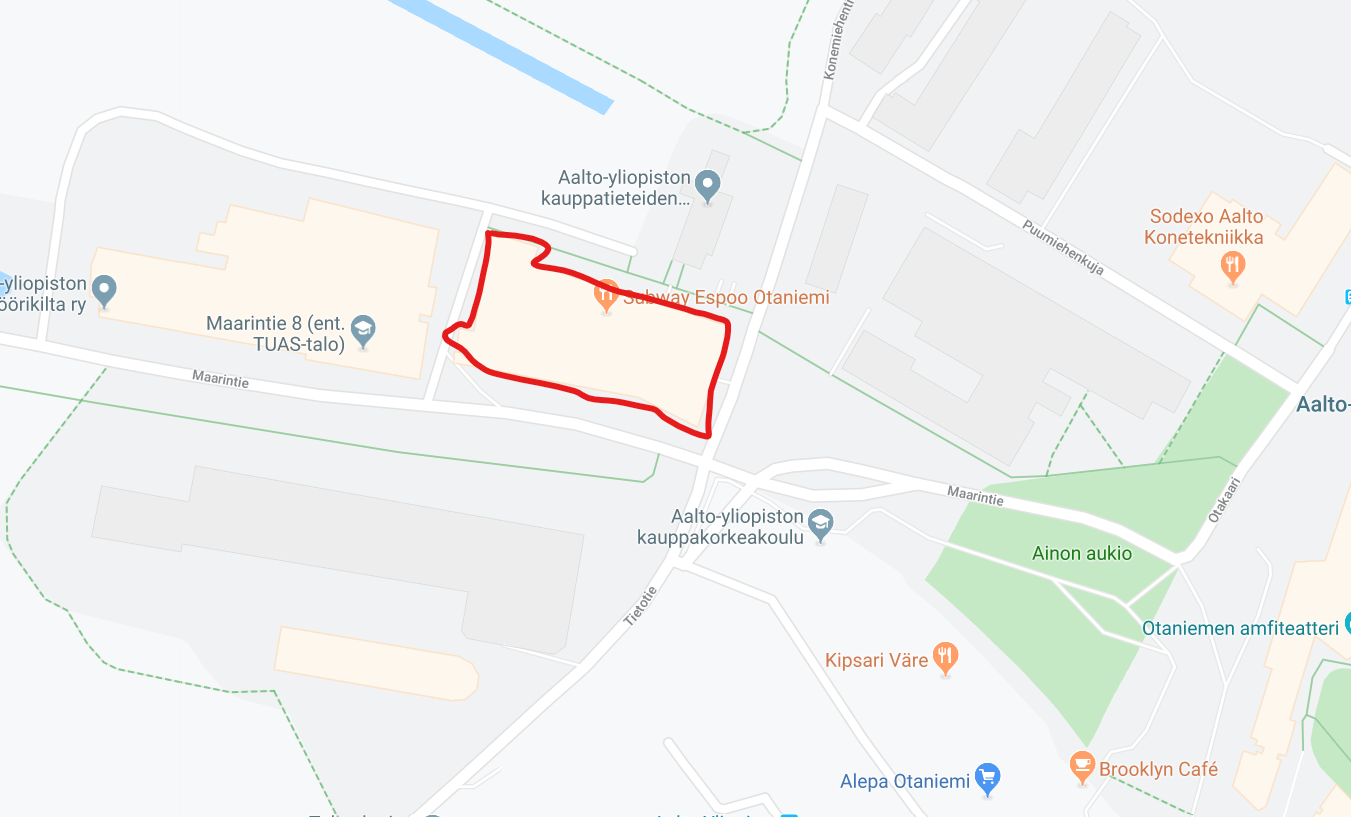 Konemiehenti
Aalto-yliopiston
kauppatieteiden...
Sodexo Aalto
Konetekniikka
Puumiehenkuja
-yliopiston
öörikilta ry
Subway Espoo Otaniemi
Maarintie 8 (ent.
TUAS-talo)
Maarintie
Aalto-
Maarintie
Otakaari
Aalto-yliopiston
kauppakorkeakoulu
Ainon aukio
Tietotie
Otaniemen amfiteatteri
Kipsari Väre
Brooklyn Café
Alepa Otaniemi